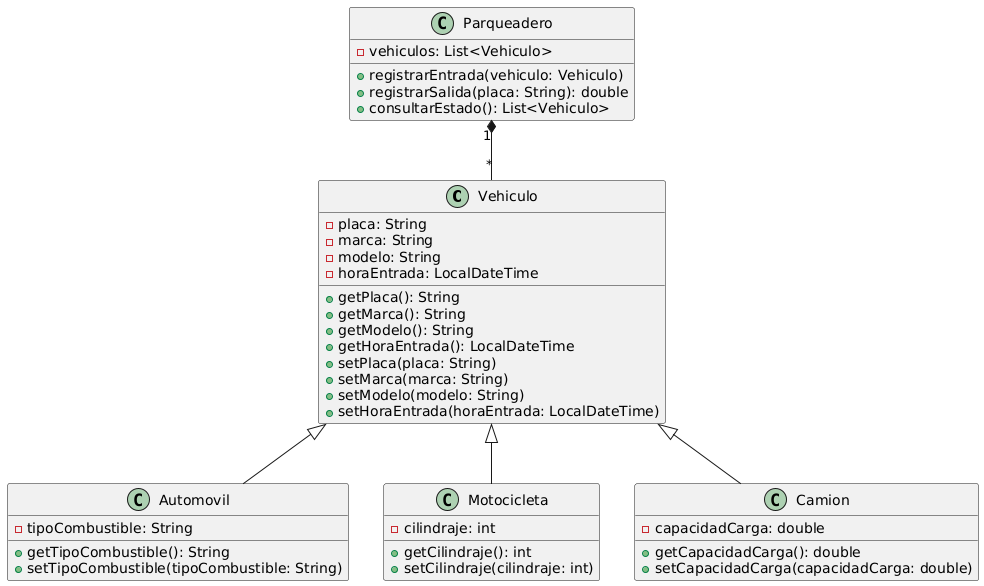 C Parqueadero
vehiculos: List<Vehiculo>
registrarEntrada(vehiculo: Vehiculo)
registrarSalida(placa: String): double
consultarEstado(): List<Vehiculo>
1
*
C Vehiculo
placa: String
marca: String
modelo: String
horaEntrada: LocalDateTime
getPlaca(): String
getMarca(): String
getModelo(): String
getHoraEntrada(): LocalDateTime
setPlaca(placa: String)
setMarca(marca: String)
setModelo(modelo: String)
setHoraEntrada(horaEntrada: LocalDateTime)
C Automovil
tipoCombustible: String
getTipoCombustible(): String
setTipoCombustible(tipoCombustible: String)
C Motocicleta
cilindraje: int
getCilindraje(): int
setCilindraje(cilindraje: int)
C Camion
capacidadCarga: double
getCapacidadCarga(): double
setCapacidadCarga(capacidadCarga: double)